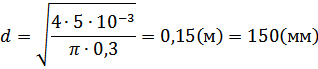 d = √(4 · 5 · 10⁻³ / π · 0,3) = 0,15(м) = 150(мм)